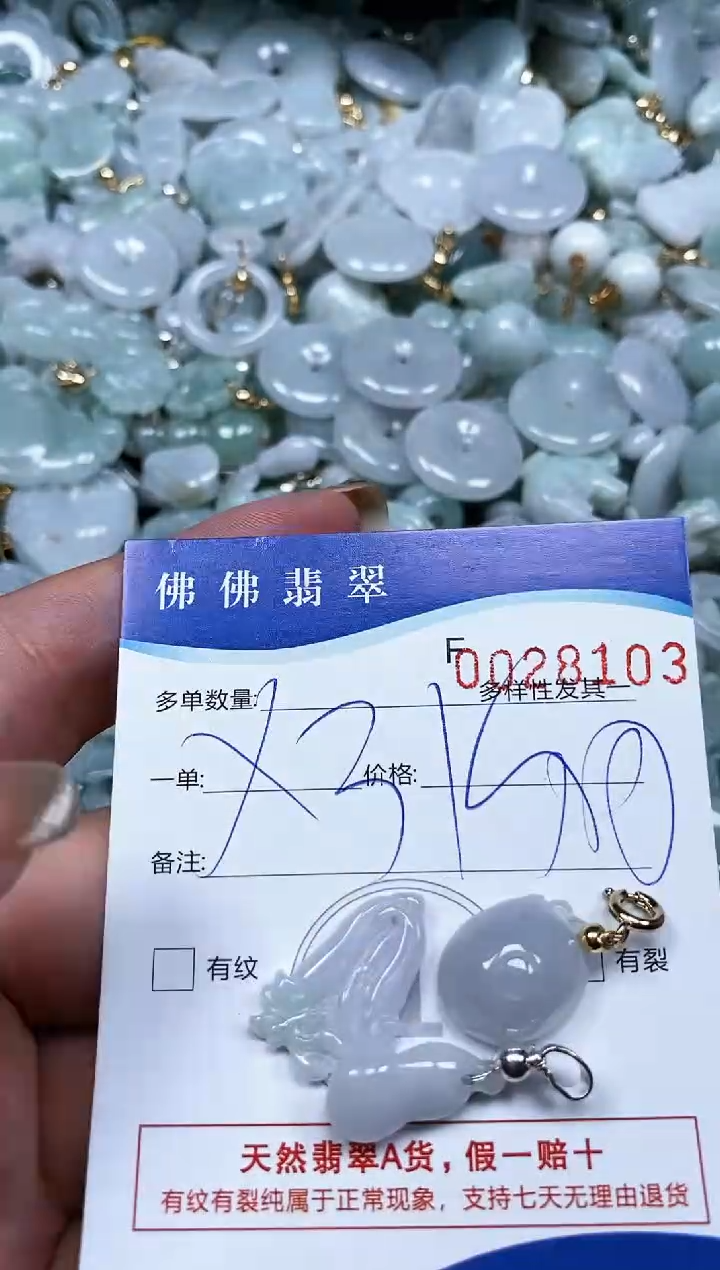 佛佛翡翠
F0028103
多单数量:
多样性发其一
一单: X3 价格:
备注:
有纹 有裂
天然翡翠A货，假一赔十
有纹有裂纯属于正常现象，支持七天无理由退货